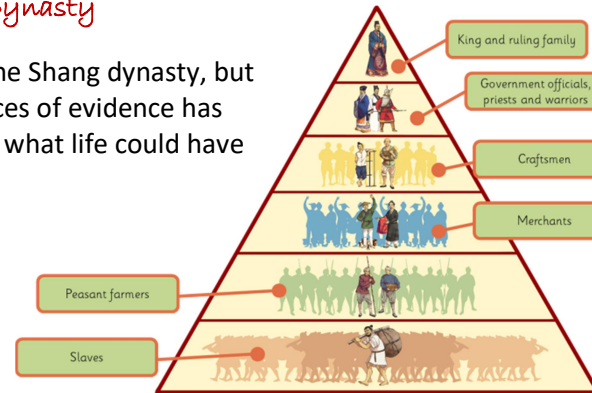 ynasty
he Shang dynasty, but
ces of evidence has
what life could have
King and ruling family
Government officials,
priests and warriors
Craftsmen
Merchants
Peasant farmers
Slaves